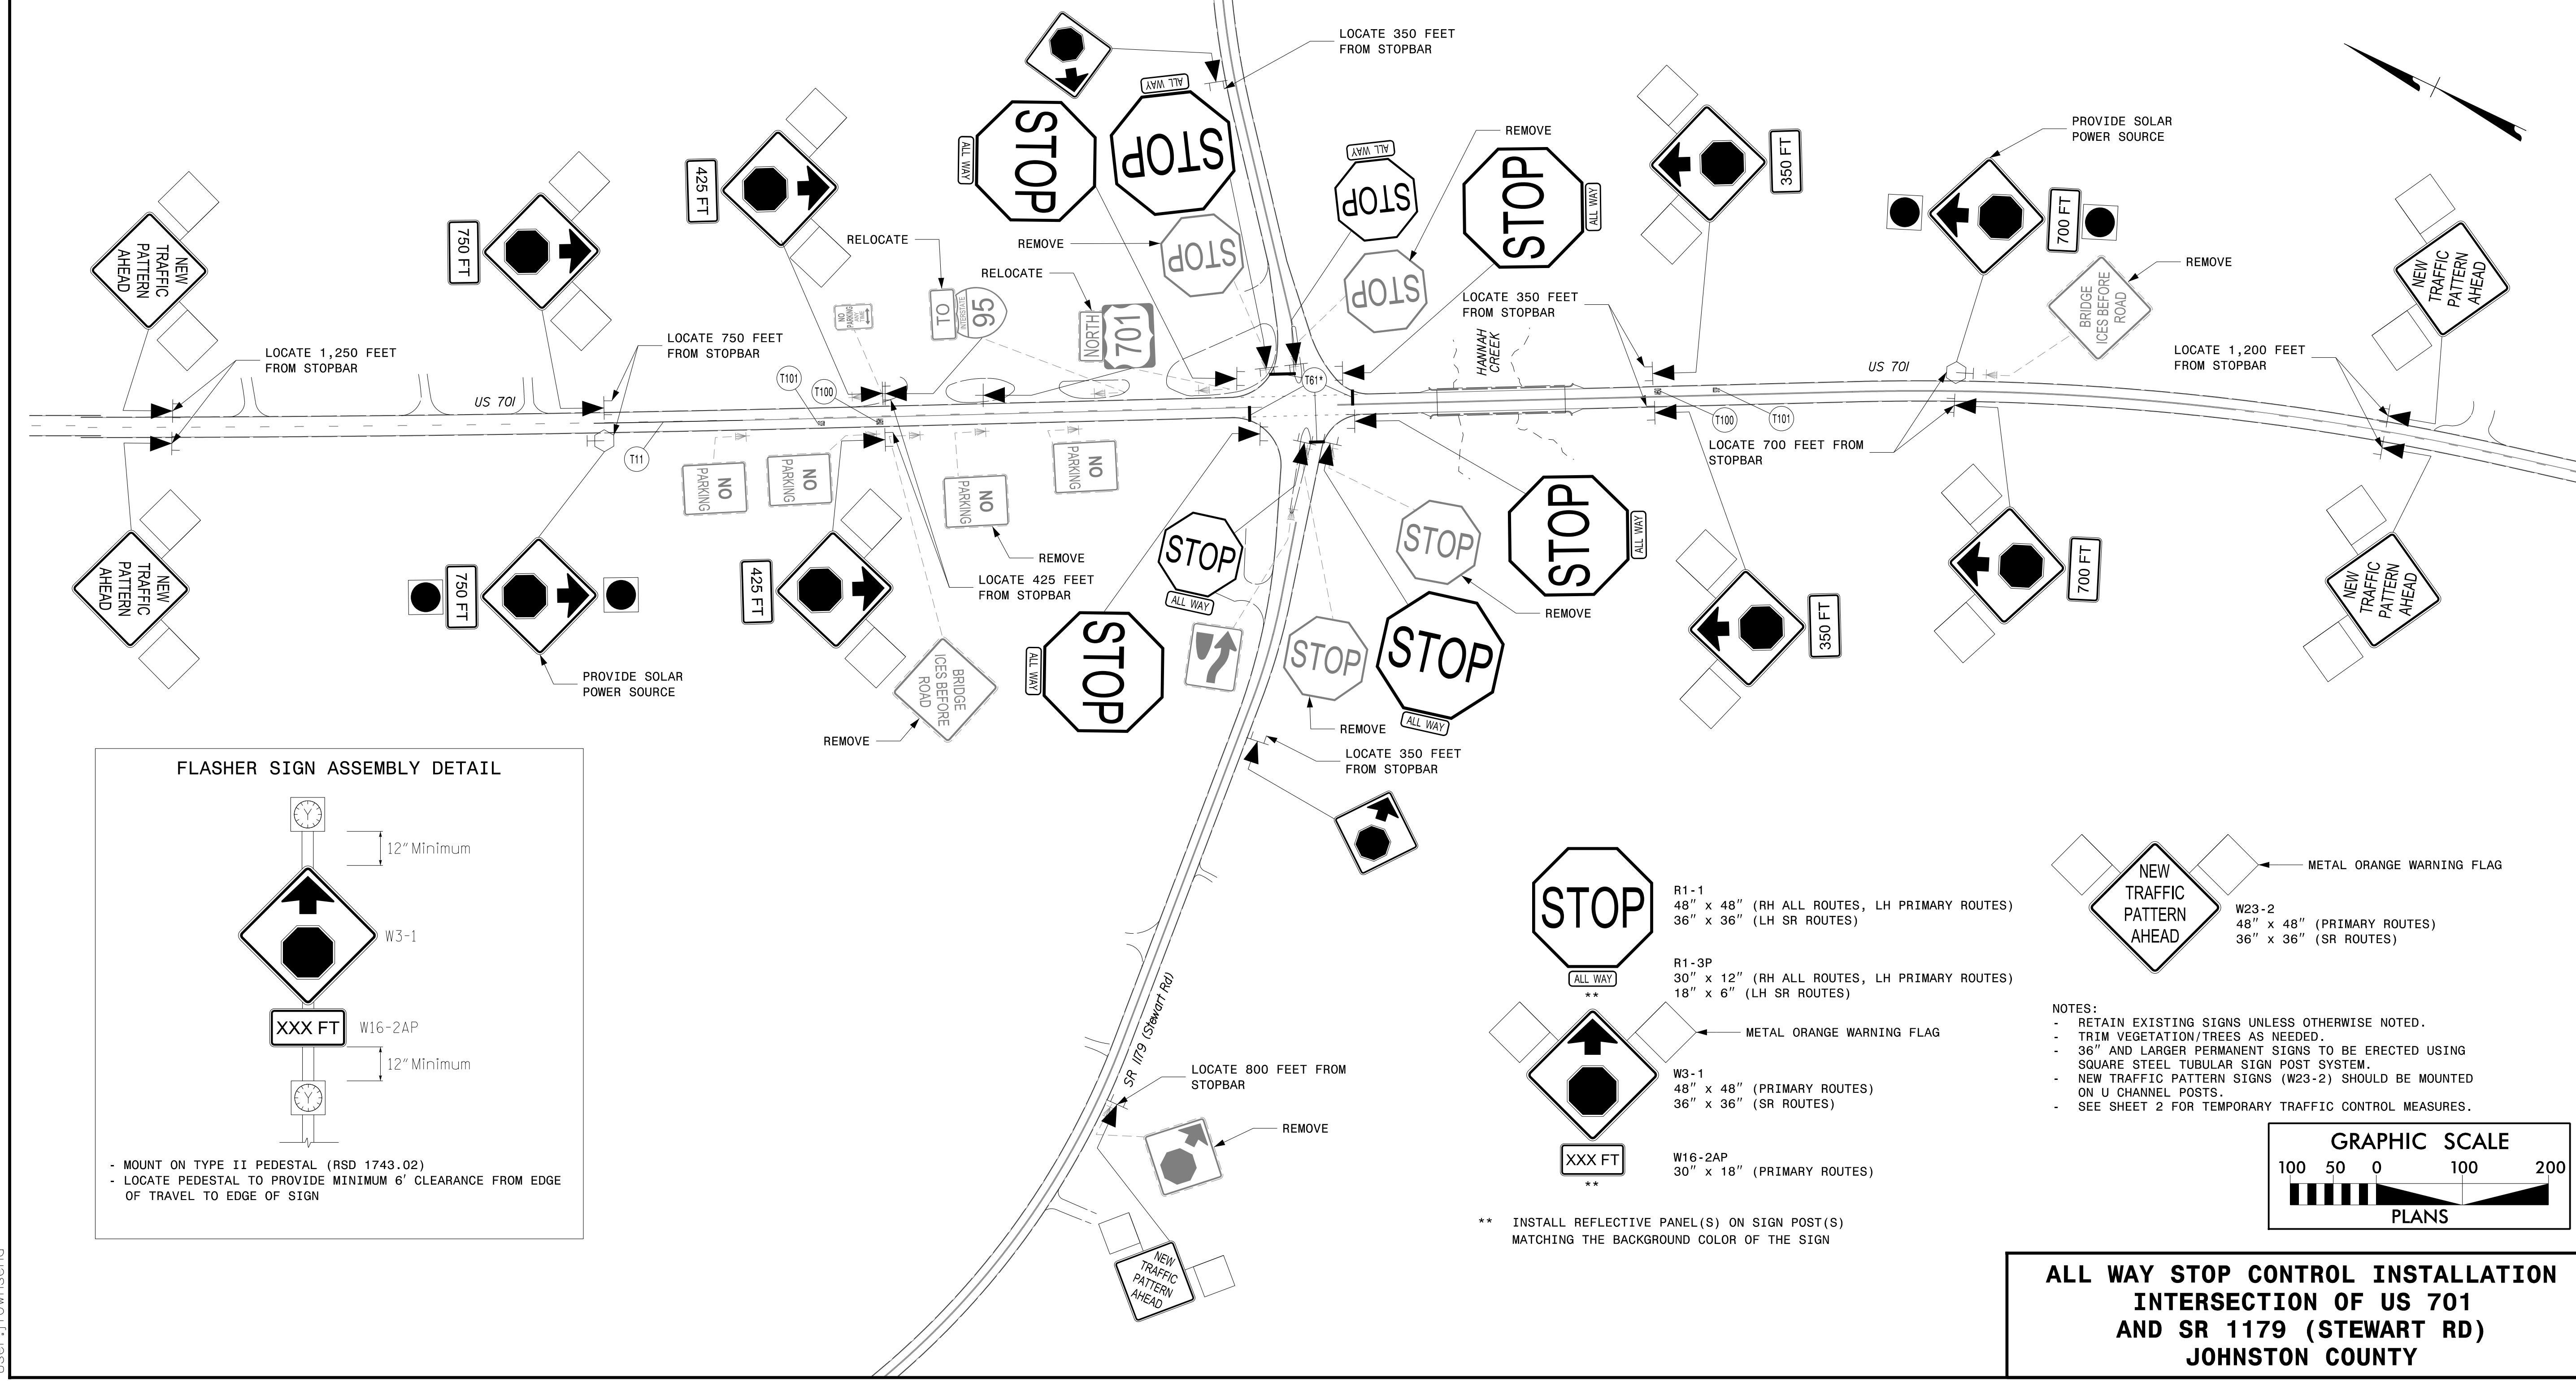 LOCATE 350 FEET
FROM STOPBAR
ALL WAY
STOP
ALL WAY
STOP
ALL WAY
STOP
REMOVE
STOP
ALL WAY
350 FT
PROVIDE SOLAR
POWER SOURCE
700 FT
425 FT
750 FT
NEW
TRAFFIC
PATTERN
AHEAD
RELOCATE
REMOVE
STOP
STOP
RELOCATE
NO
PARKING
ANY
TIME
TO
INTERSTATE
95
NORTH
701
LOCATE 350 FEET
FROM STOPBAR
HANNAH
CREEK
REMOVE
BRIDGE
ICES BEFORE
ROAD
NEW
TRAFFIC
PATTERN
AHEAD
LOCATE 1,250 FEET
FROM STOPBAR
LOCATE 750 FEET
FROM STOPBAR
LOCATE 1,200 FEET
FROM STOPBAR
US 701
US 701
T101
T100
T61*
T100
T101
T11
LOCATE 700 FEET FROM
STOPBAR
NO
PARKING
NO
PARKING
NO
PARKING
NO
PARKING
REMOVE
LOCATE 425 FEET
FROM STOPBAR
NEW
TRAFFIC
PATTERN
AHEAD
750 FT
425 FT
STOP
ALL WAY
STOP
REMOVE
STOP
ALL WAY
350 FT
700 FT
NEW
TRAFFIC
PATTERN
AHEAD
PROVIDE SOLAR
POWER SOURCE
BRIDGE
ICES BEFORE
ROAD
REMOVE
STOP
ALL WAY
STOP
REMOVE
STOP
ALL WAY
LOCATE 350 FEET
FROM STOPBAR
FLASHER SIGN ASSEMBLY DETAIL
Y
12" Minimum
W3-1
XXX FT
W16-2AP
12" Minimum
Y
- MOUNT ON TYPE II PEDESTAL (RSD 1743.02)
- LOCATE PEDESTAL TO PROVIDE MINIMUM 6' CLEARANCE FROM EDGE
OF TRAVEL TO EDGE OF SIGN
SR 1179 (Stewart Rd)
LOCATE 800 FEET FROM
STOPBAR
REMOVE
NEW
TRAFFIC
PATTERN
AHEAD
STOP
ALL WAY
**
R1-1
48" x 48" (RH ALL ROUTES, LH PRIMARY ROUTES)
36" x 36" (LH SR ROUTES)
R1-3P
30" x 12" (RH ALL ROUTES, LH PRIMARY ROUTES)
18" x 6" (LH SR ROUTES)
METAL ORANGE WARNING FLAG
W3-1
48" x 48" (PRIMARY ROUTES)
36" x 36" (SR ROUTES)
XXX FT
**
W16-2AP
30" x 18" (PRIMARY ROUTES)
** INSTALL REFLECTIVE PANEL(S) ON SIGN POST(S)
MATCHING THE BACKGROUND COLOR OF THE SIGN
NEW
TRAFFIC
PATTERN
AHEAD
METAL ORANGE WARNING FLAG
W23-2
48" x 48" (PRIMARY ROUTES)
36" x 36" (SR ROUTES)
NOTES:
- RETAIN EXISTING SIGNS UNLESS OTHERWISE NOTED.
- TRIM VEGETATION/TREES AS NEEDED.
- 36" AND LARGER PERMANENT SIGNS TO BE ERECTED USING
SQUARE STEEL TUBULAR SIGN POST SYSTEM.
- NEW TRAFFIC PATTERN SIGNS (W23-2) SHOULD BE MOUNTED
ON U CHANNEL POSTS.
- SEE SHEET 2 FOR TEMPORARY TRAFFIC CONTROL MEASURES.
GRAPHIC SCALE
100 50 0 100 200
PLANS
ALL WAY STOP CONTROL INSTALLATION
INTERSECTION OF US 701
AND SR 1179 (STEWART RD)
JOHNSTON COUNTY